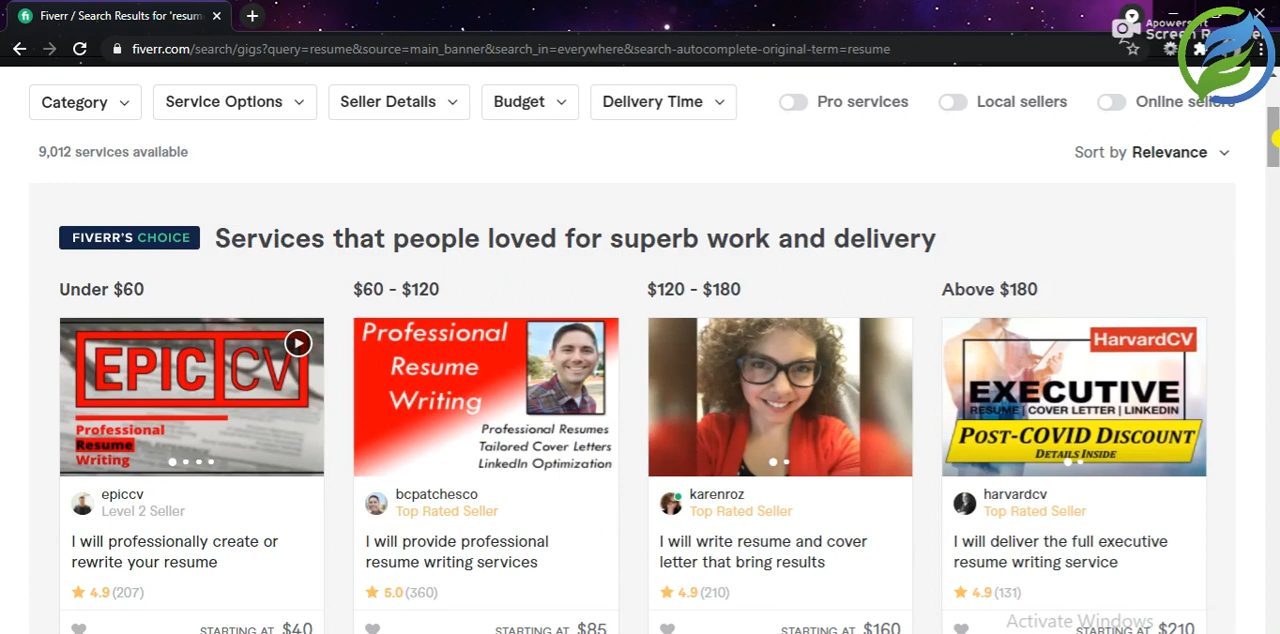 Fiverr / Search Results for 'resum
Apowersoft
Screen Recorder
fiverr.com/search/gigs?query=resume&source=main_banner&search_in=everywhere&search-autocomplete-original-term=resume
Category
Service Options
Seller Details
Budget
Delivery Time
Pro services
Local sellers
Online sellers
9,012 services available
Sort by Relevance
FIVERR'S CHOICE
Services that people loved for superb work and delivery
Under $60
$60 - $120
$120 - $180
Above $180
EPIC CV
Professional
Resume
Writing
Professional
Resume
Writing
Professional Resumes
Tailored Cover Letters
LinkedIn Optimization
HarvardCV
EXECUTIVE
RESUME | COVER LETTER | LINKEDIN
POST-COVID DISCOUNT
DETAILS INSIDE
epiccv
Level 2 Seller
I will professionally create or
rewrite your resume
4.9 (207)
STARTING AT $40
bcpatchesco
Top Rated Seller
I will provide professional
resume writing services
5.0 (360)
STARTING AT $85
karenroz
Top Rated Seller
I will write resume and cover
letter that bring results
4.9 (210)
STARTING AT $160
harvardcv
Top Rated Seller
I will deliver the full executive
resume writing service
4.9 (131)
STARTING AT $210
Activate Windows